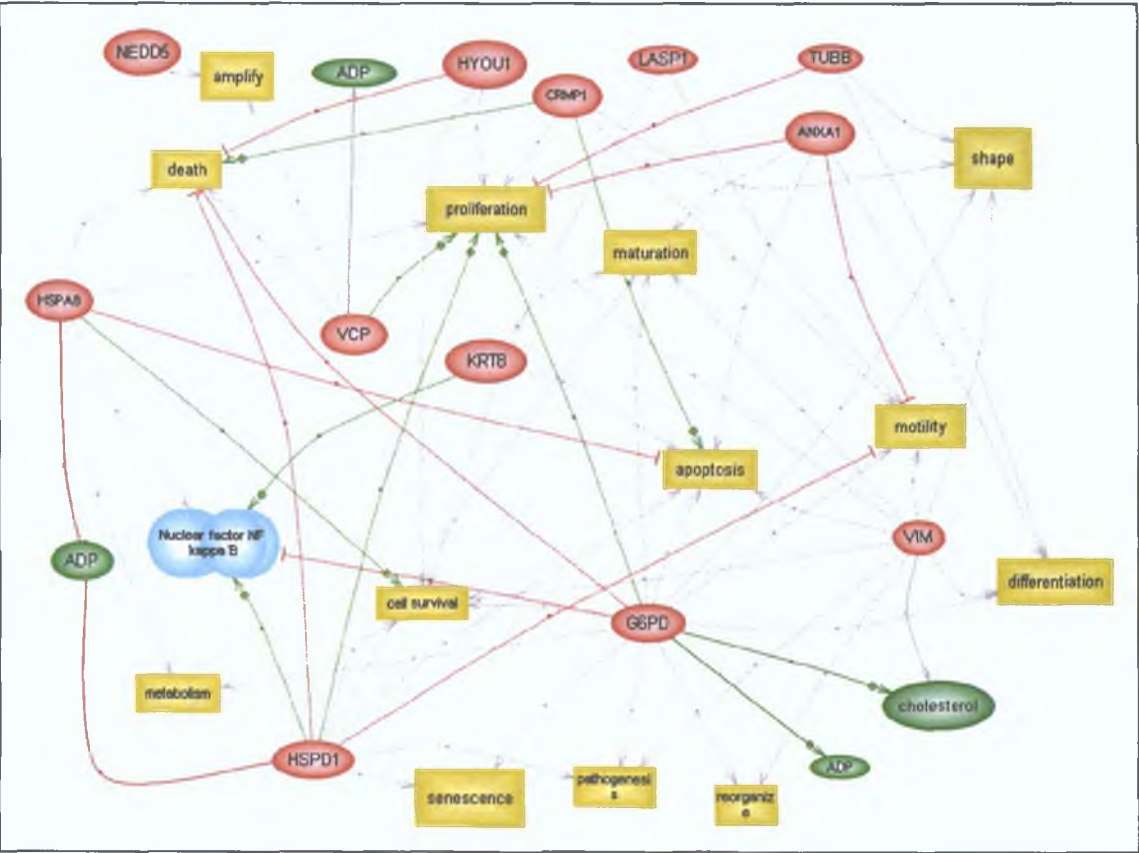 NEDD5
ADP
HYOU1
LASP1
TUBB
amplify
CRMP1
ANXA1
shape
death
proliferation
maturation
HSPA8
VCP
KRT8
motility
apoptosis
Nuclear factor NF
kappa B
VIM
ADP
differentiation
cell survival
G6PD
metabolism
cholesterol
HSPD1
ADP
senescence
pathogenesi
s
reorganiz
e